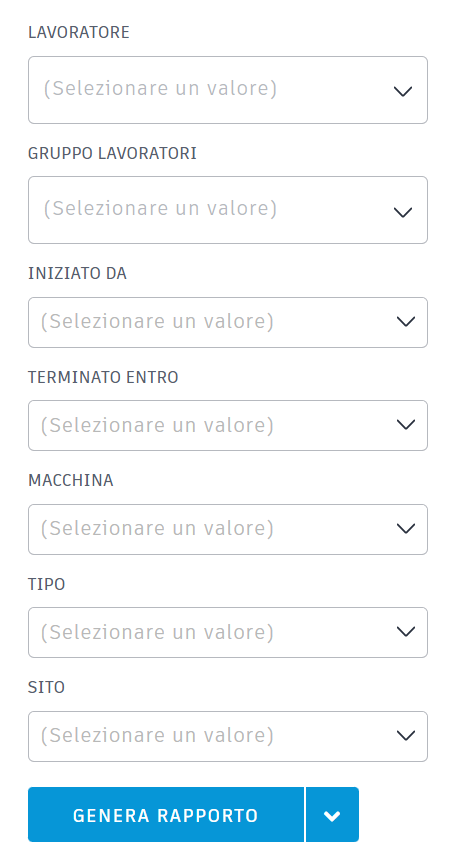 LAVORATORE
(Selezionare un valore)
GRUPPO LAVORATORI
(Selezionare un valore)
INIZIATO DA
(Selezionare un valore)
TERMINATO ENTRO
(Selezionare un valore)
MACCHINA
(Selezionare un valore)
TIPO
(Selezionare un valore)
SITO
(Selezionare un valore)
GENERA RAPPORTO